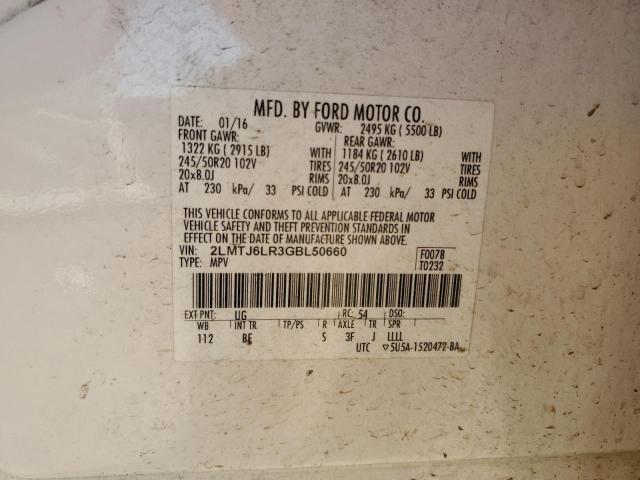 MFD. BY FORD MOTOR CO.
DATE: 01/16 GVWR: 2495 KG ( 5500 LB)
FRONT GAWR: REAR GAWR:
1322 KG ( 2915 LB) WITH 1184 KG ( 2610 LB) WITH
245/50R20 102V TIRES 245/50R20 102V TIRES
20x8.0J RIMS 20x8.0J RIMS
AT 230 kPa/ 33 PSI COLD AT 230 kPa/ 33 PSI COLD
THIS VEHICLE CONFORMS TO ALL APPLICABLE FEDERAL MOTOR
VEHICLE SAFETY AND THEFT PREVENTION STANDARDS IN
EFFECT ON THE DATE OF MANUFACTURE SHOWN ABOVE.
VIN: 2LMTJ6LR3GBL50660 F0078
TYPE: MPV T0232
EXT PNT: UG RC: 54 DSO:
WB INT TR TP/PS R AXLE TR SPR
112 BE S 3F J LLLL
UTC ▽5U5A-1520472-BA